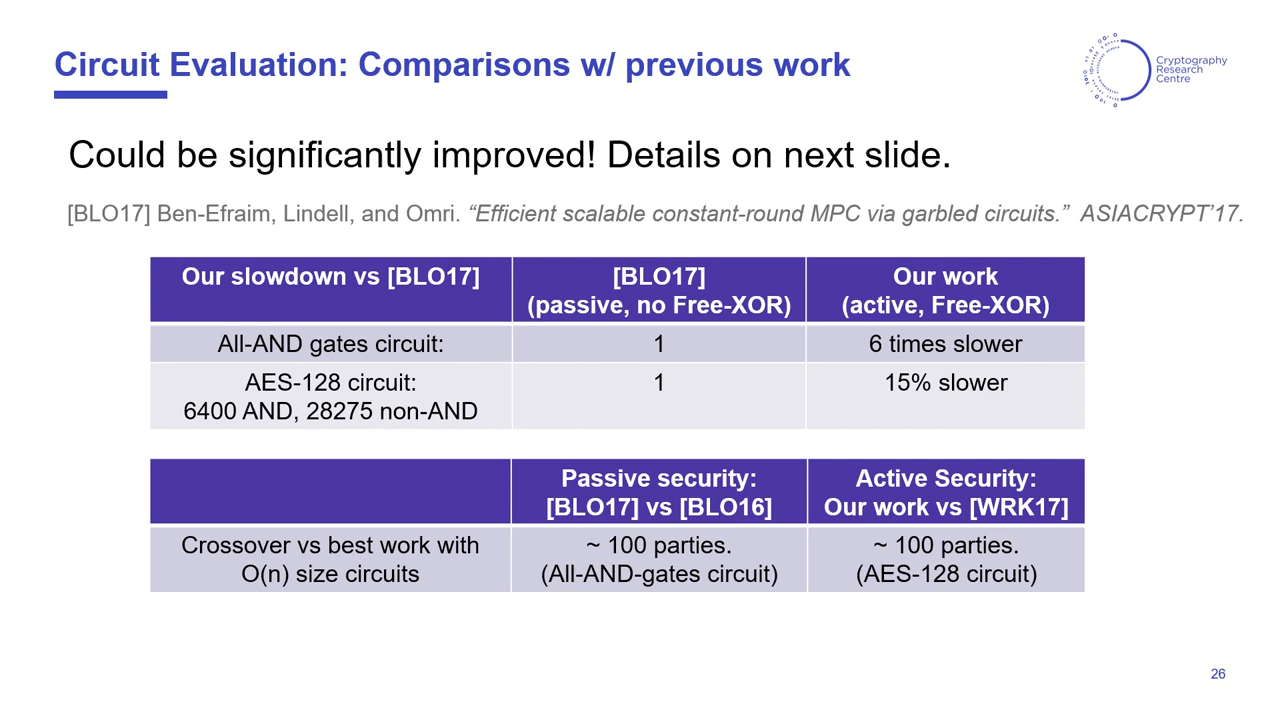 Circuit Evaluation: Comparisons w/ previous work
Cryptography
Research
Centre
Could be significantly improved! Details on next slide.
[BLO17] Ben-Efraim, Lindell, and Omri. “Efficient scalable constant-round MPC via garbled circuits.” ASIACRYPT’17.
Our slowdown vs [BLO17]
[BLO17]
(passive, no Free-XOR)
Our work
(active, Free-XOR)
All-AND gates circuit:
1
6 times slower
AES-128 circuit:
6400 AND, 28275 non-AND
1
15% slower
Passive security:
[BLO17] vs [BLO16]
Active Security:
Our work vs [WRK17]
Crossover vs best work with
O(n) size circuits
~ 100 parties.
(All-AND-gates circuit)
~ 100 parties.
(AES-128 circuit)
26